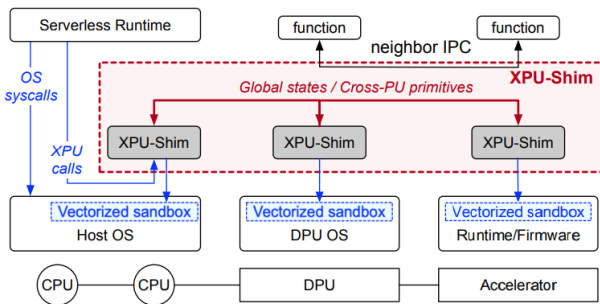 Serverless Runtime
function
function
neighbor IPC
OS
syscalls
XPU-Shim
Global states / Cross-PU primitives
XPU
calls
XPU-Shim
XPU-Shim
XPU-Shim
Vectorized sandbox
Vectorized sandbox
Vectorized sandbox
Host OS
DPU OS
Runtime/Firmware
CPU
CPU
DPU
Accelerator